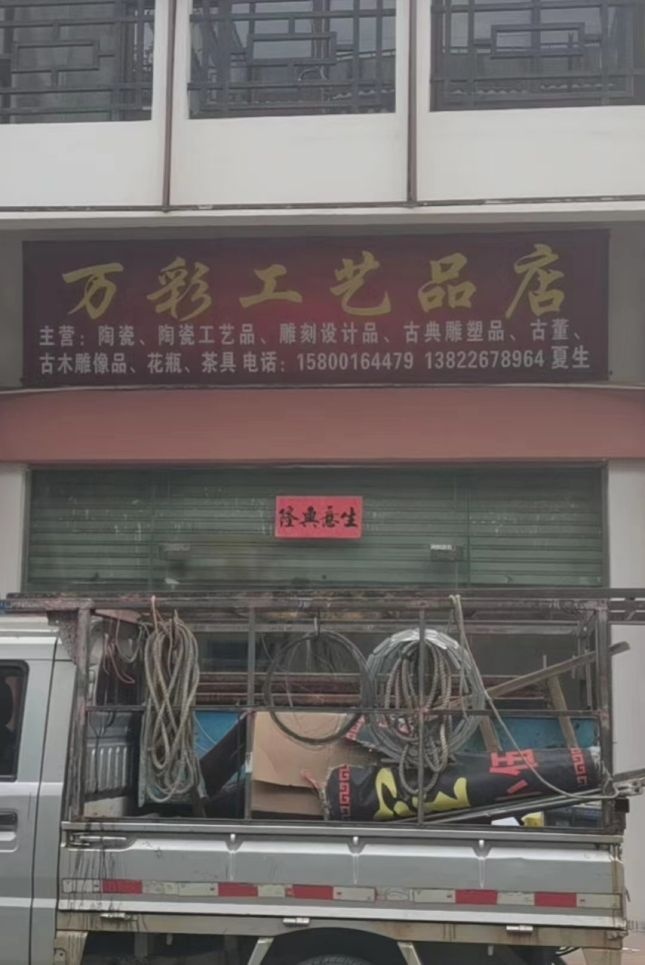 万彩工艺品店
主营：陶瓷、陶瓷工艺品、雕刻设计品、古典雕塑品、古董、
古木雕像品、花瓶、茶具 电话：15800164479 13822678964 夏生
隆興意生